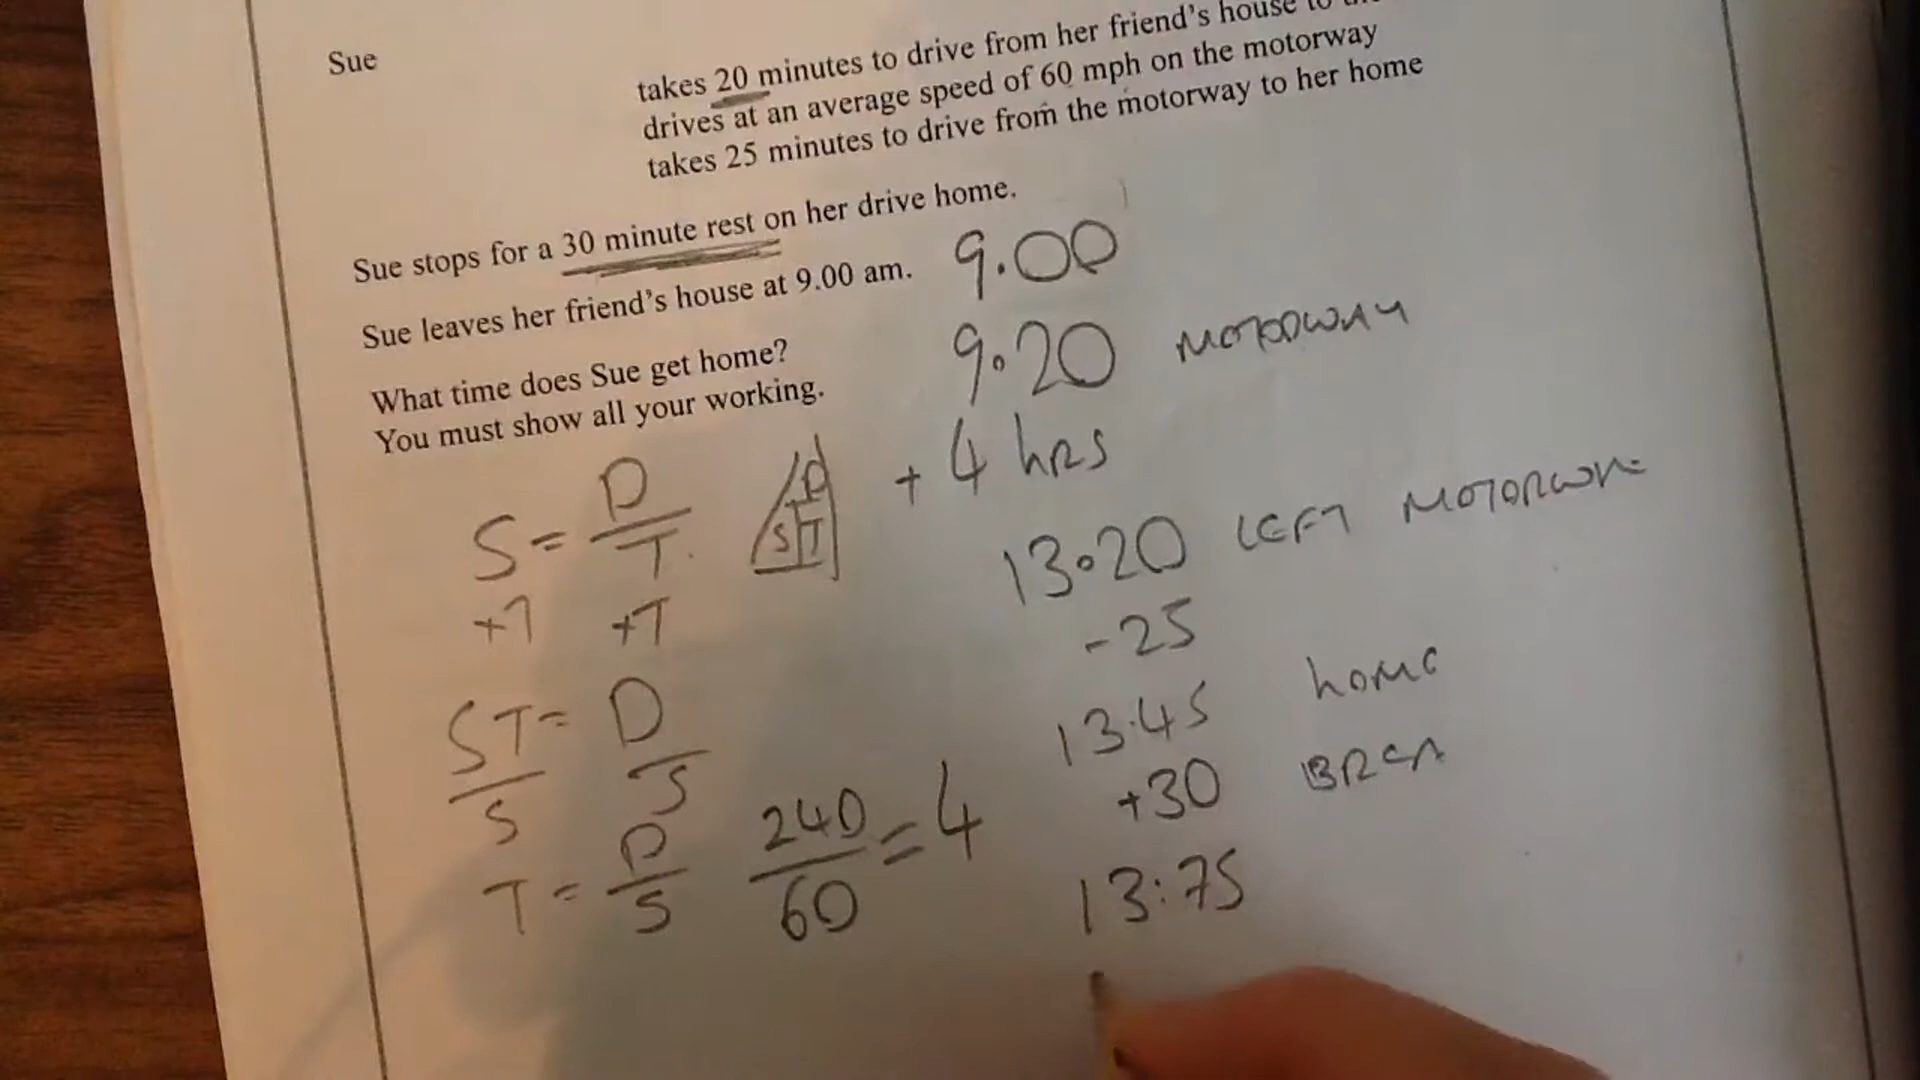 Sue
takes 20 minutes to drive from her friend's house to
drives at an average speed of 60 mph on the motorway
takes 25 minutes to drive from the motorway to her home
Sue stops for a 30 minute rest on her drive home.
Sue leaves her friend's house at 9.00 am.
What time does Sue get home?
You must show all your working.
9.00
9.20 MOTORWAY
+ 4 hRS
13.20 LEFT MOTORWAY
-25
13.45 home
+30
13:75
S = D/T
D
S T
+T +T
ST = D
S S
T = D/S
240/60 = 4